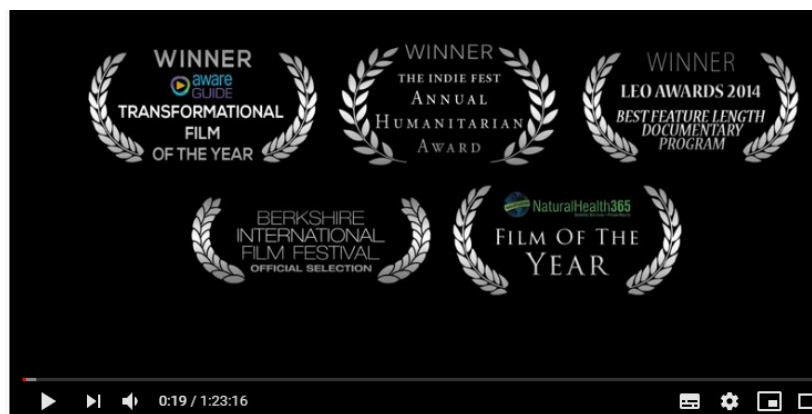 WINNER
aware
GUIDE
TRANSFORMATIONAL
FILM
OF THE YEAR
WINNER
THE INDIE FEST
ANNUAL
HUMANITARIAN
AWARD
WINNER
LEO AWARDS 2014
BEST FEATURE LENGTH
DOCUMENTARY
PROGRAM
BERKSHIRE
INTERNATIONAL
FILM FESTIVAL
OFFICIAL SELECTION
NaturalHealth365
FILM OF THE
YEAR
0:19 / 1:23:16